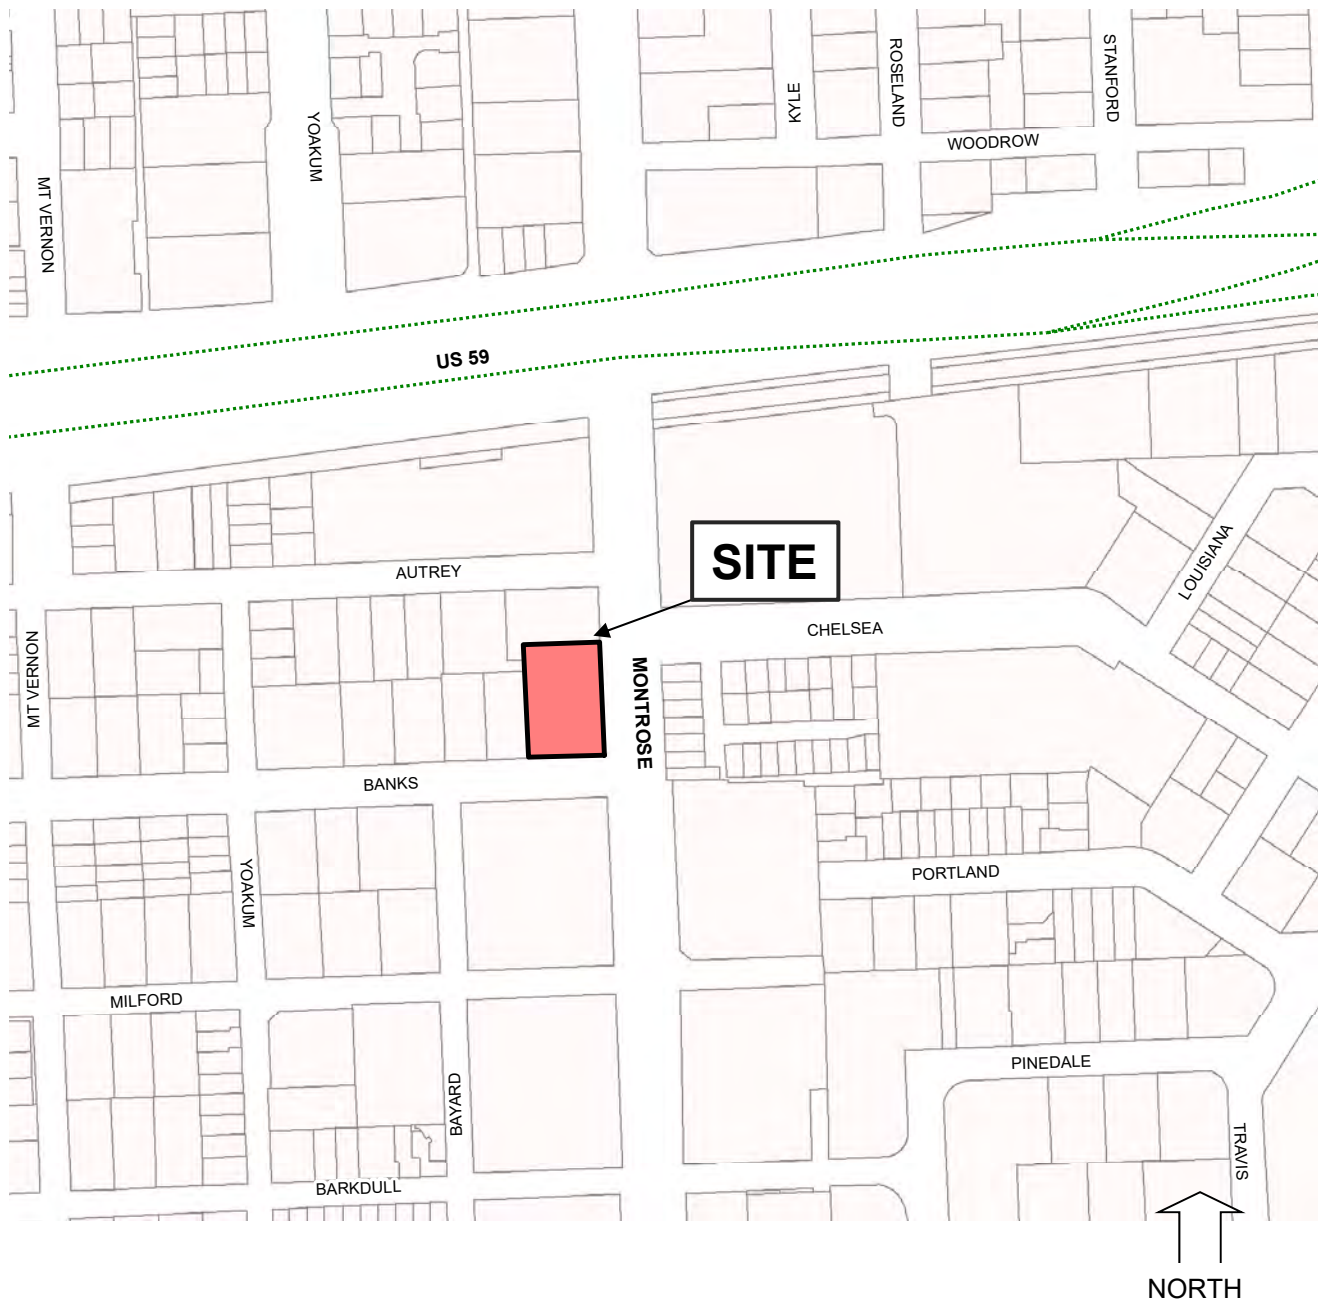 ROSELAND
STANFORD
KYLE
YOAKUM
WOODROW
MT VERNON
US 59
SITE
LOUISIANA
AUTREY
CHELSEA
MT VERNON
MONTROSE
BANKS
YOAKUM
PORTLAND
MILFORD
PINEDALE
BAYARD
TRAVIS
BARKDULL
NORTH